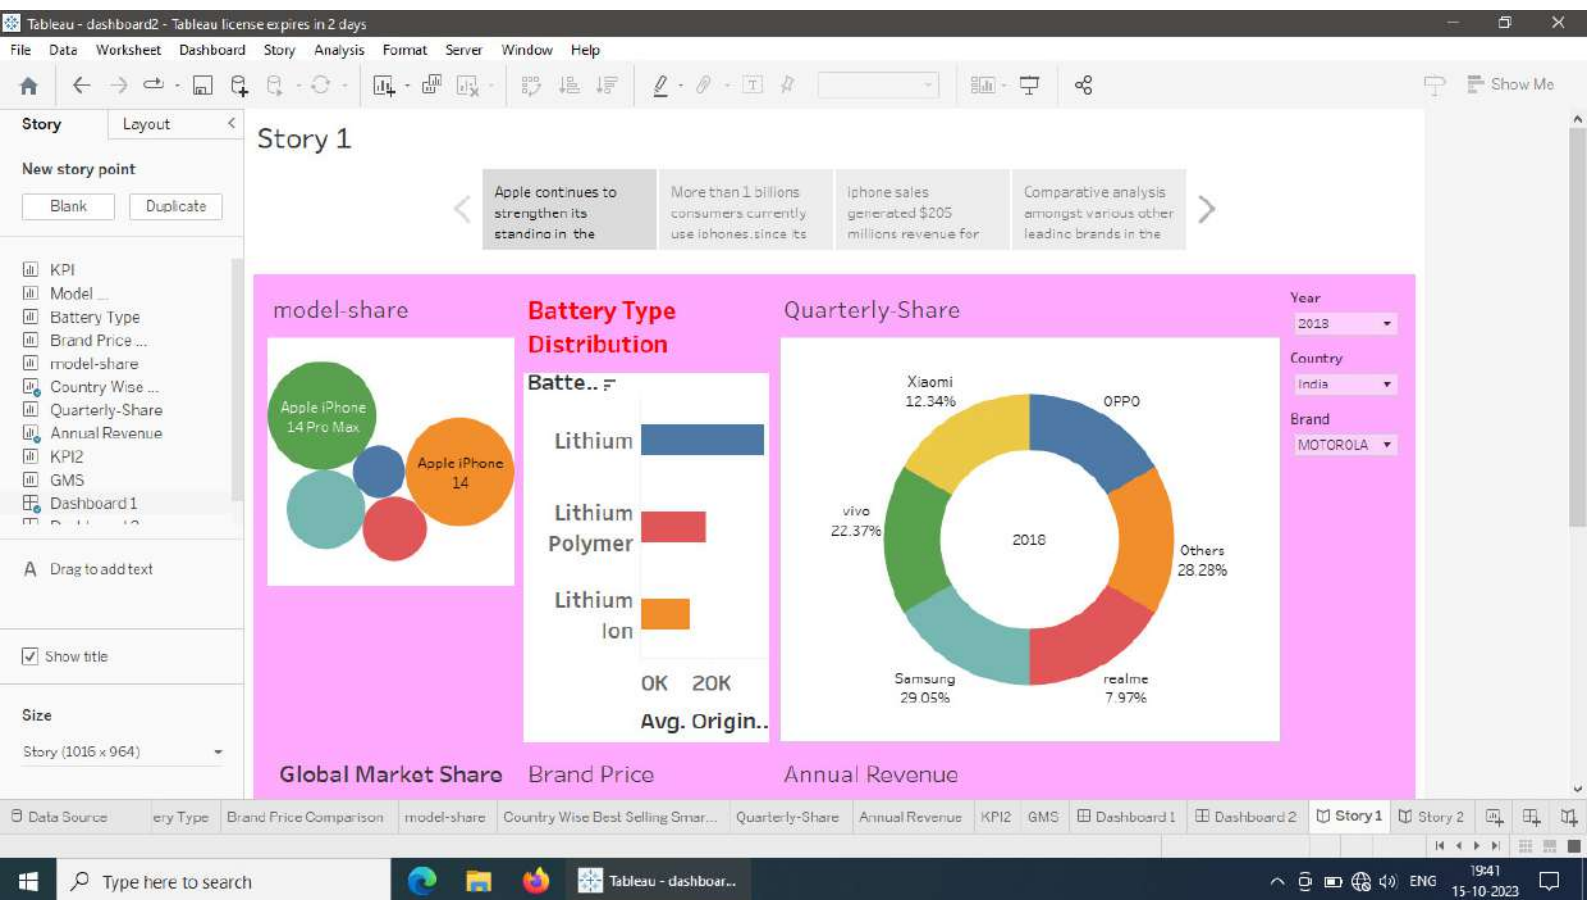 Tableau - dashboard2 - Tableau license expires in 2 days
File Data Worksheet Dashboard Story Analysis Format Server Window Help
Show Me
Story Layout
New story point
Blank Duplicate
KPI
Model ...
Battery Type
Brand Price ...
model-share
Country Wise ...
Quarterly-Share
Annual Revenue
KPI2
GMS
Dashboard 1
A Drag to add text
Show title
Size
Story (1016 x 964)
Story 1
Apple continues to
strengthen its
standing in the
More than 1 billions
consumers currently
use iphones.since its
Iphone sales
generated $205
millions revenue for
Comparative analysis
amongst various other
leading brands in the
model-share
Apple iPhone
14 Pro Max
Apple iPhone
14
Battery Type
Distribution
Batte..
Lithium
Lithium
Polymer
Lithium
Ion
0K 20K
Avg. Origin..
Quarterly-Share
Xiaomi
12.34%
OPPO
vivo
22.37%
2018
Others
28.28%
Samsung
29.05%
realme
7.97%
Year
2018
Country
India
Brand
MOTOROLA
Global Market Share
Brand Price
Annual Revenue
Data Source ery Type Brand Price Comparison model-share Country Wise Best Selling Smar... Quarterly-Share Annual Revenue KPI2 GMS Dashboard 1 Dashboard 2 Story 1 Story 2
Type here to search
Tableau - dashboar...
ENG
19:41
15-10-2023